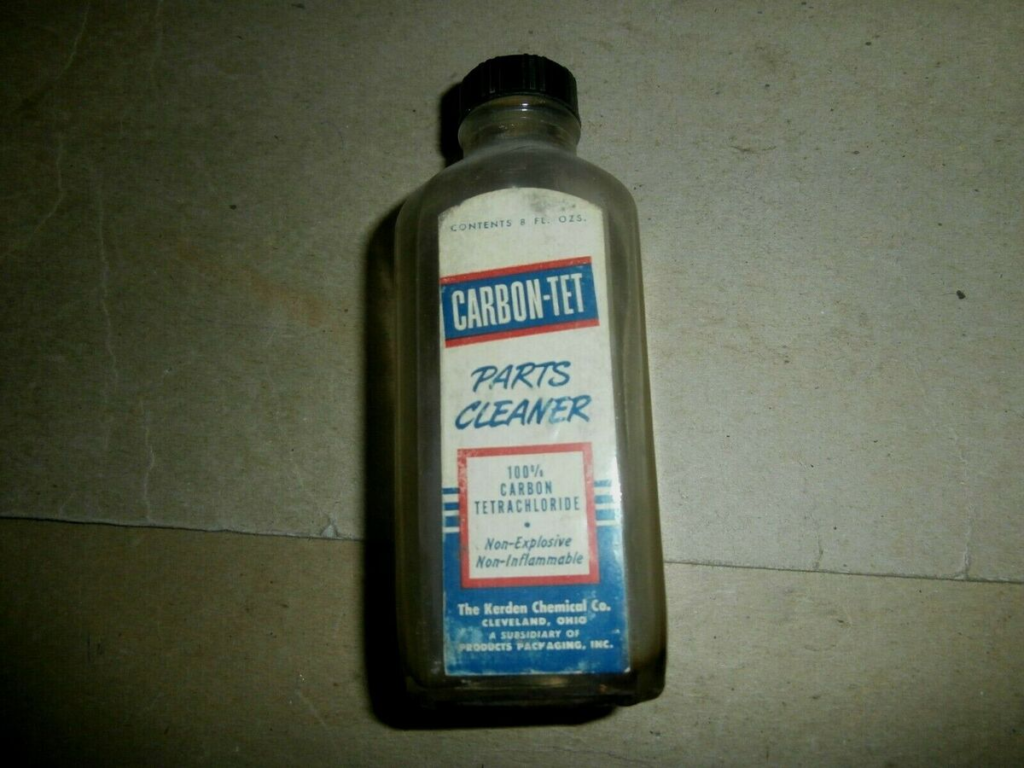 CONTENTS 8 FL. OZS.
CARBON-TET
PARTS
CLEANER
100%
CARBON
TETRACHLORIDE
•
Non-Explosive
Non-Inflammable
The Kerden Chemical Co.
CLEVELAND, OHIO
A SUBSIDIARY OF
PRODUCTS PACKAGING, INC.